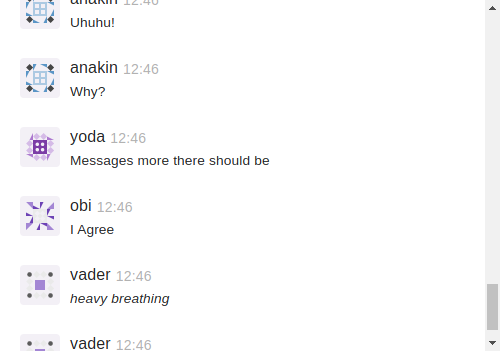 anakin 12:46
Uhuhu!
anakin 12:46
Why?
yoda 12:46
Messages more there should be
obi 12:46
I Agree
vader 12:46
heavy breathing
vader 12:46